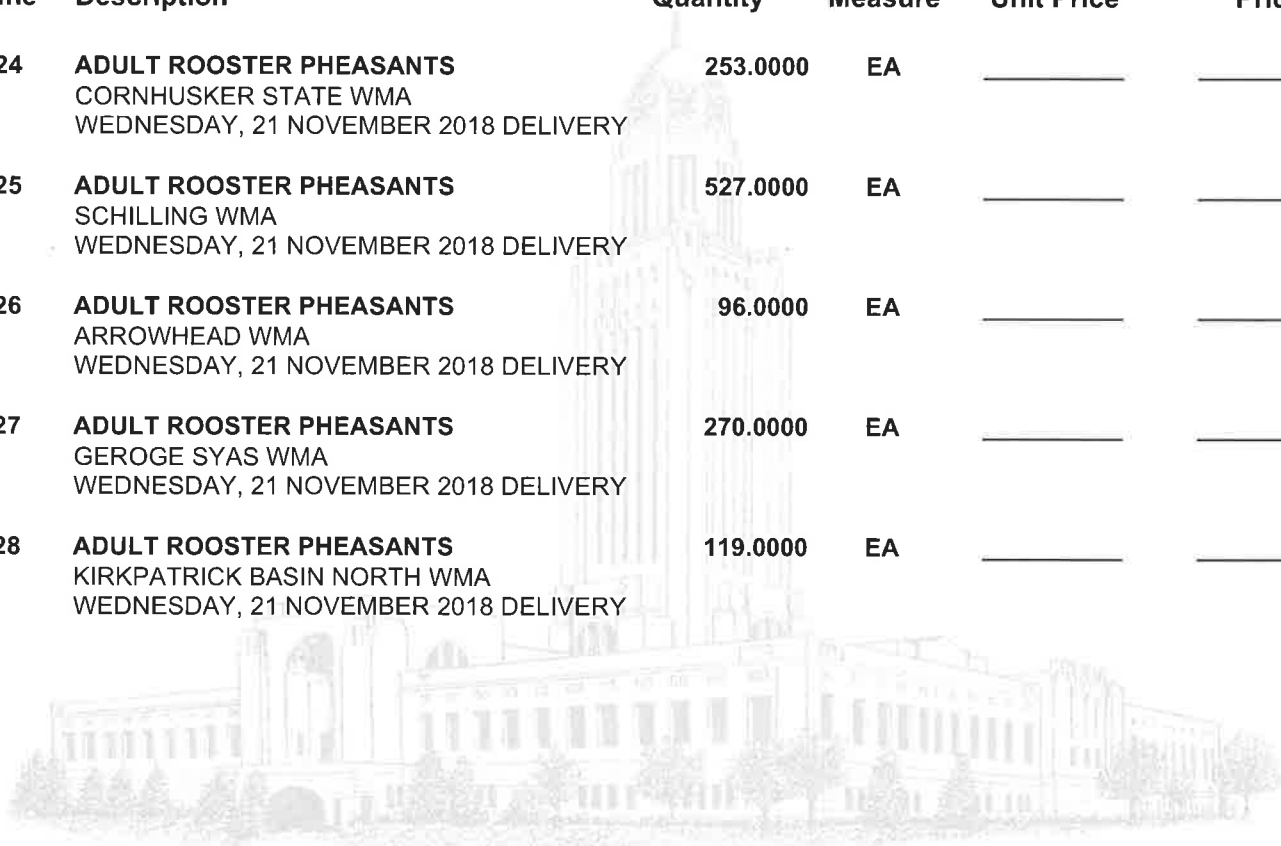 Description Quantity Measure Unit Price
24 ADULT ROOSTER PHEASANTS 253.0000 EA
CORNHUSKER STATE WMA
WEDNESDAY, 21 NOVEMBER 2018 DELIVERY
25 ADULT ROOSTER PHEASANTS 527.0000 EA
SCHILLING WMA
WEDNESDAY, 21 NOVEMBER 2018 DELIVERY
26 ADULT ROOSTER PHEASANTS 96.0000 EA
ARROWHEAD WMA
WEDNESDAY, 21 NOVEMBER 2018 DELIVERY
27 ADULT ROOSTER PHEASANTS 270.0000 EA
GEROGE SYAS WMA
WEDNESDAY, 21 NOVEMBER 2018 DELIVERY
28 ADULT ROOSTER PHEASANTS 119.0000 EA
KIRKPATRICK BASIN NORTH WMA
WEDNESDAY, 21 NOVEMBER 2018 DELIVERY